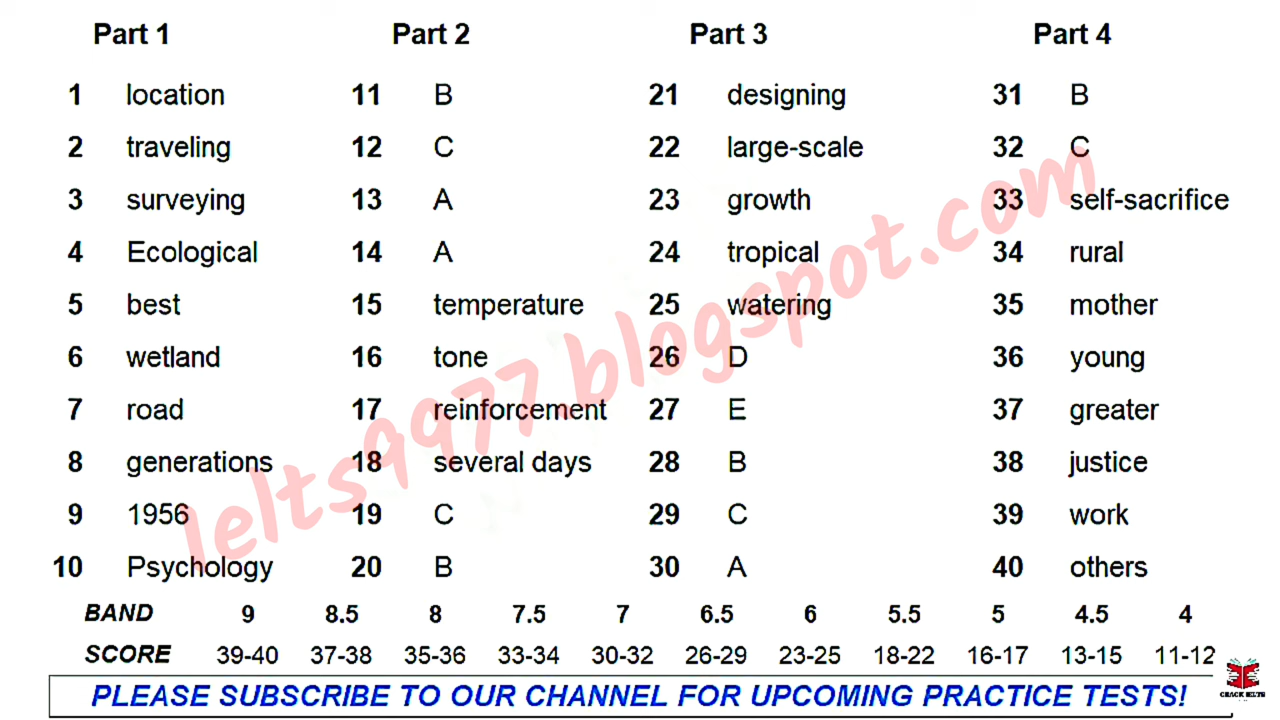 Part 1 Part 2 Part 3 Part 4
1 location 11 B 21 designing 31 B
2 traveling 12 C 22 large-scale 32 C
3 surveying 13 A 23 growth 33 self-sacrifice
4 Ecological 14 A 24 tropical 34 rural
5 best 15 temperature 25 watering 35 mother
6 wetland 16 tone 26 D 36 young
7 road 17 reinforcement 27 E 37 greater
8 generations 18 several days 28 B 38 justice
9 1956 19 C 29 C 39 work
10 Psychology 20 B 30 A 40 others
Ielts9977.blogspot.com
BAND 9 8.5 8 7.5 7 6.5 6 5.5 5 4.5 4
SCORE 39-40 37-38 35-36 33-34 30-32 26-29 23-25 18-22 16-17 13-15 11-12
PLEASE SUBSCRIBE TO OUR CHANNEL FOR UPCOMING PRACTICE TESTS!
CRACK IELTS